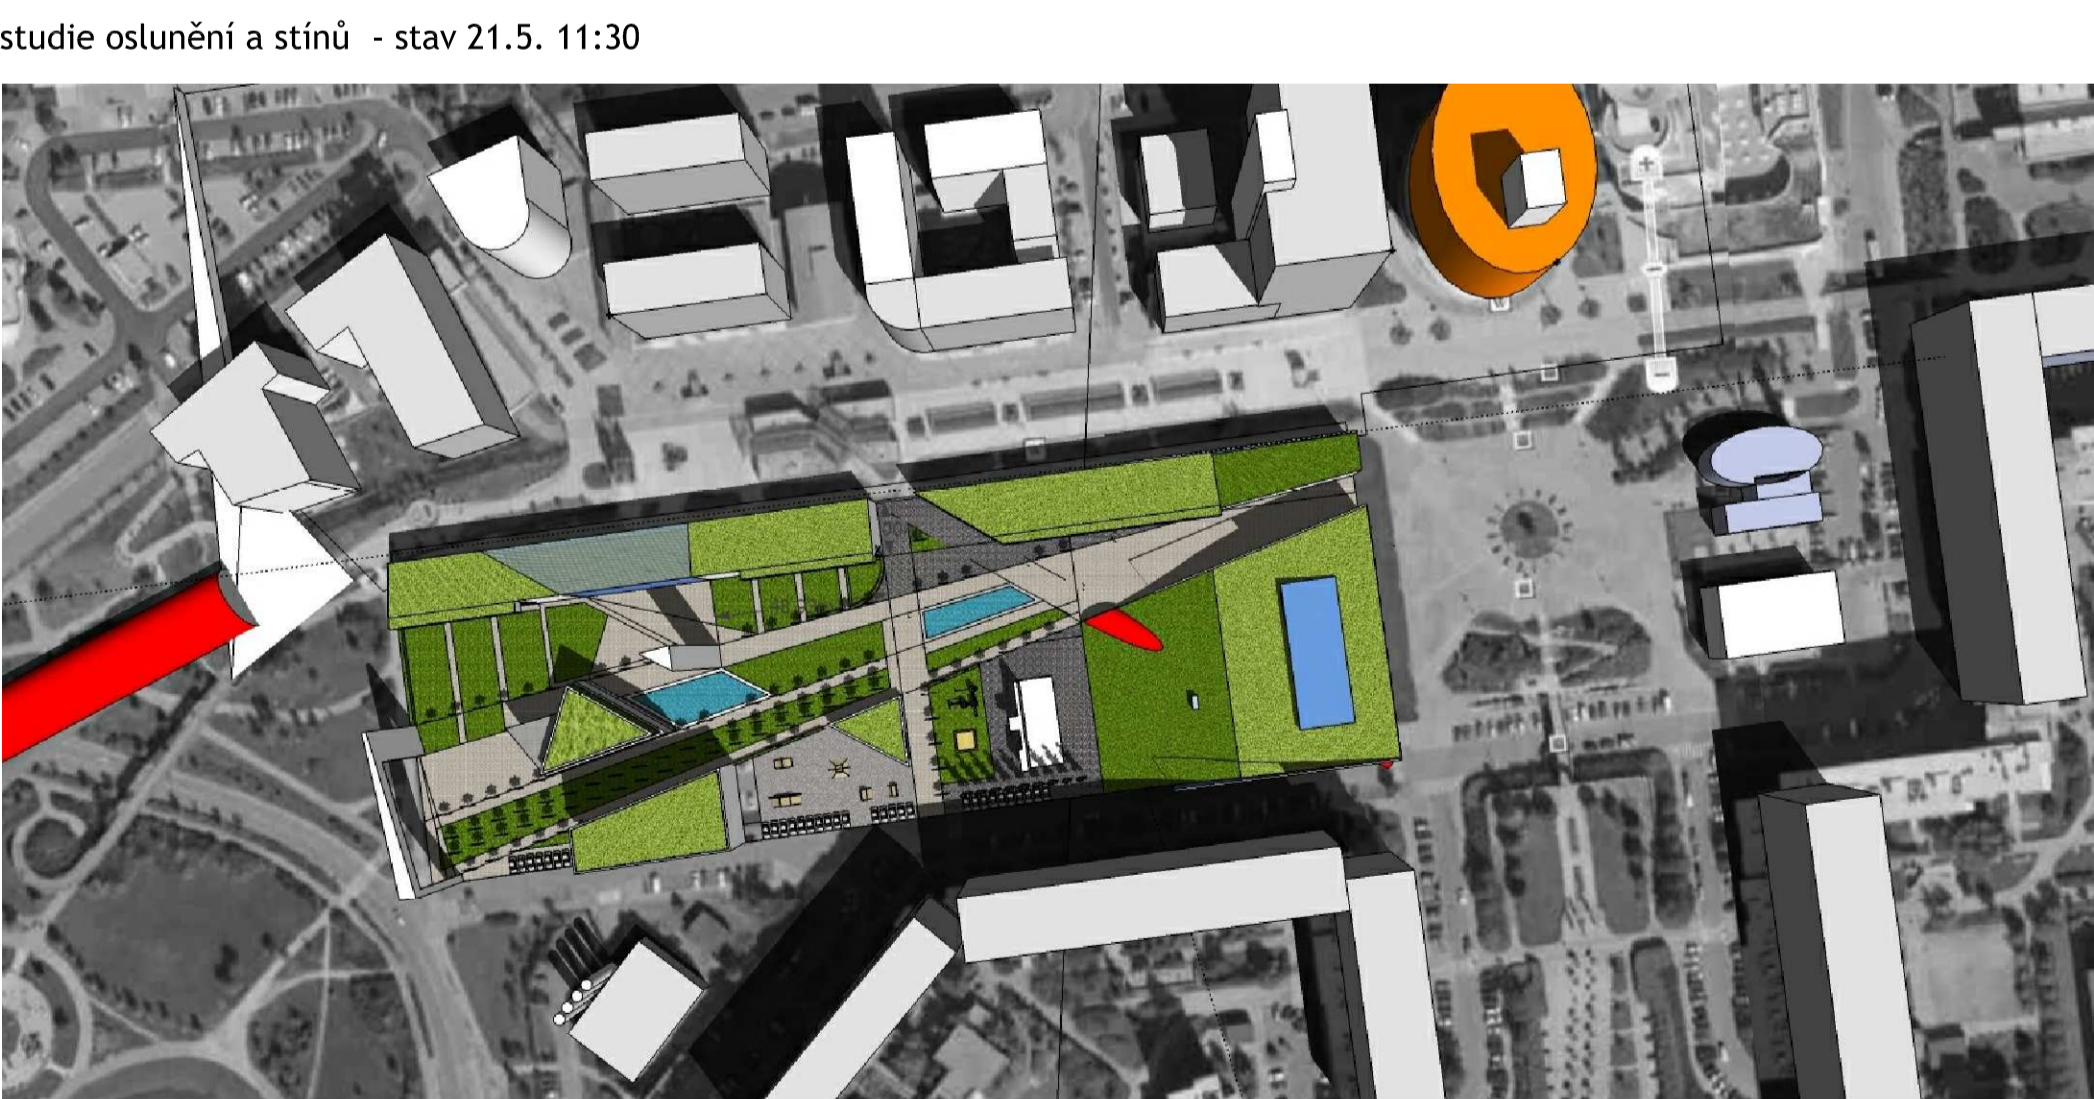 studie oslunění a stínů - stav 21.5. 11:30